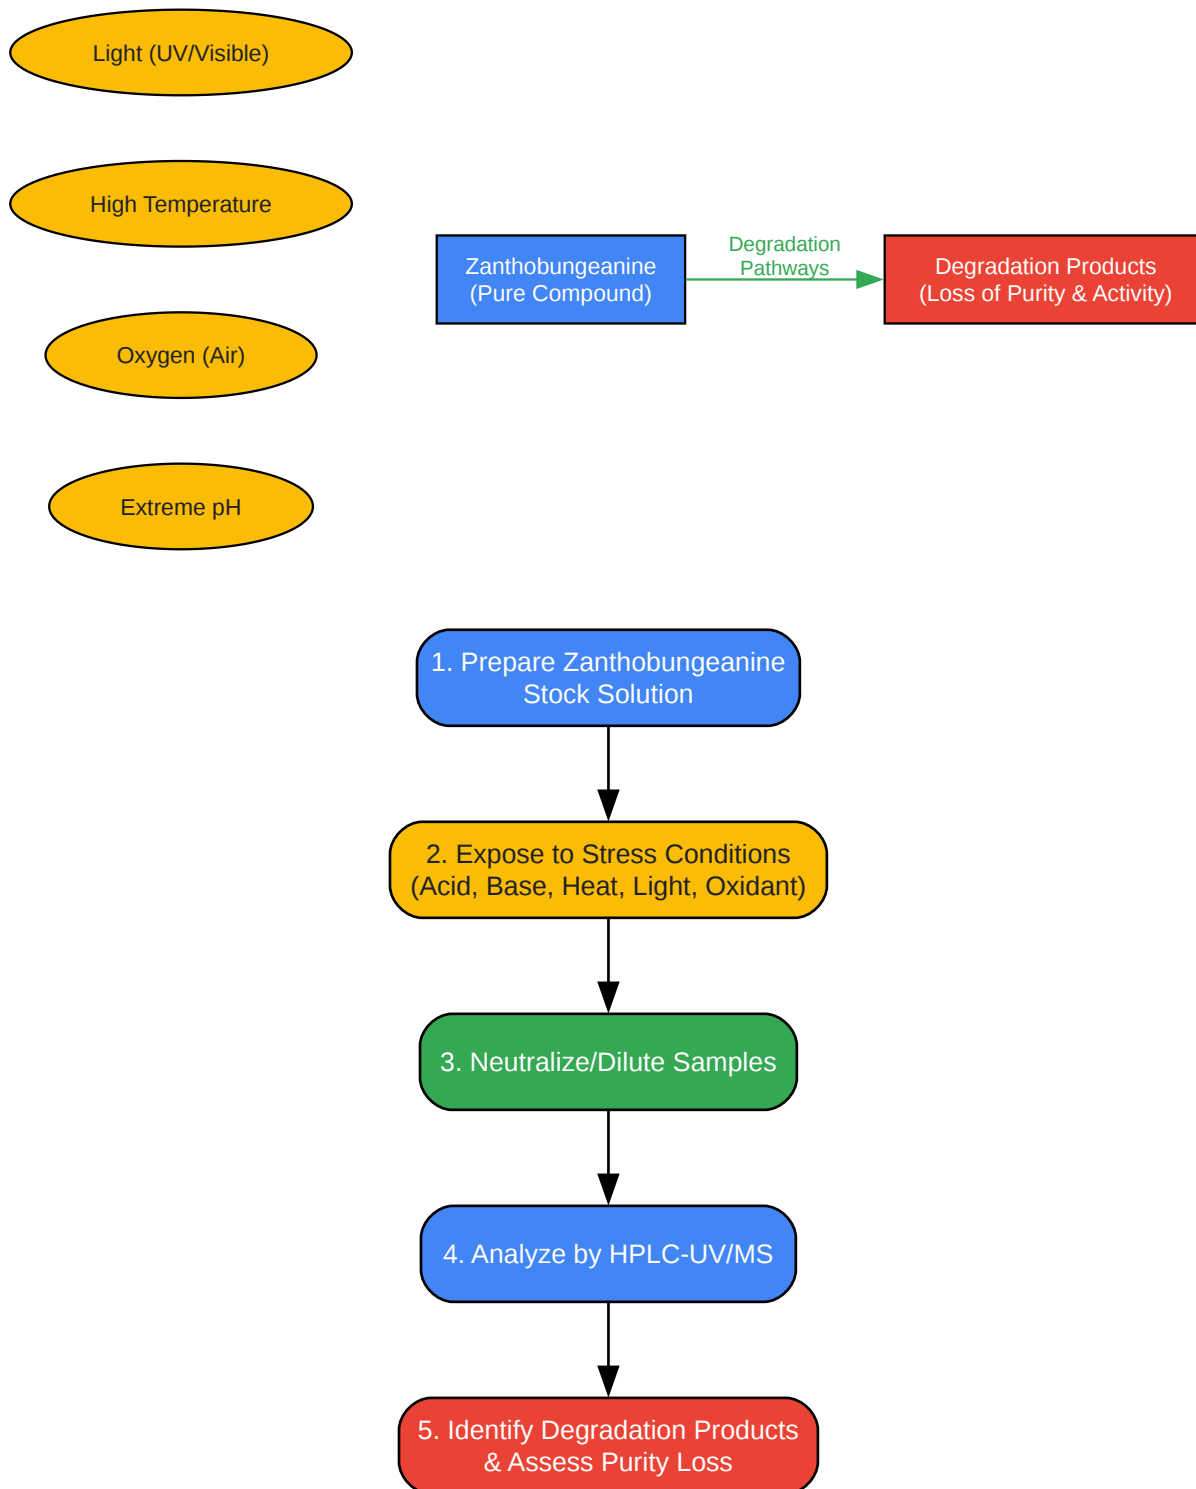 Light (UV/Visible)
High Temperature
Zanthobungeanine
(Pure Compound)
Degradation
Pathways
Degradation Products
(Loss of Purity & Activity)
Oxygen (Air)
Extreme pH
1. Prepare Zanthobungeanine
Stock Solution
2. Expose to Stress Conditions
(Acid, Base, Heat, Light, Oxidant)
3. Neutralize/Dilute Samples
4. Analyze by HPLC-UV/MS
5. Identify Degradation Products
& Assess Purity Loss